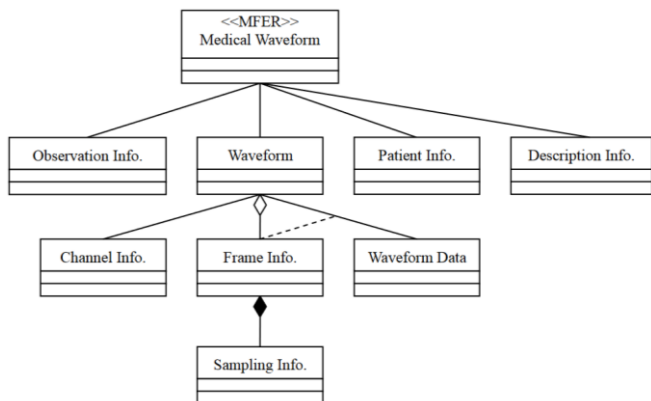 <<MFER>>
Medical Waveform
Observation Info.
Waveform
Patient Info.
Description Info.
Channel Info.
Frame Info.
Waveform Data
Sampling Info.